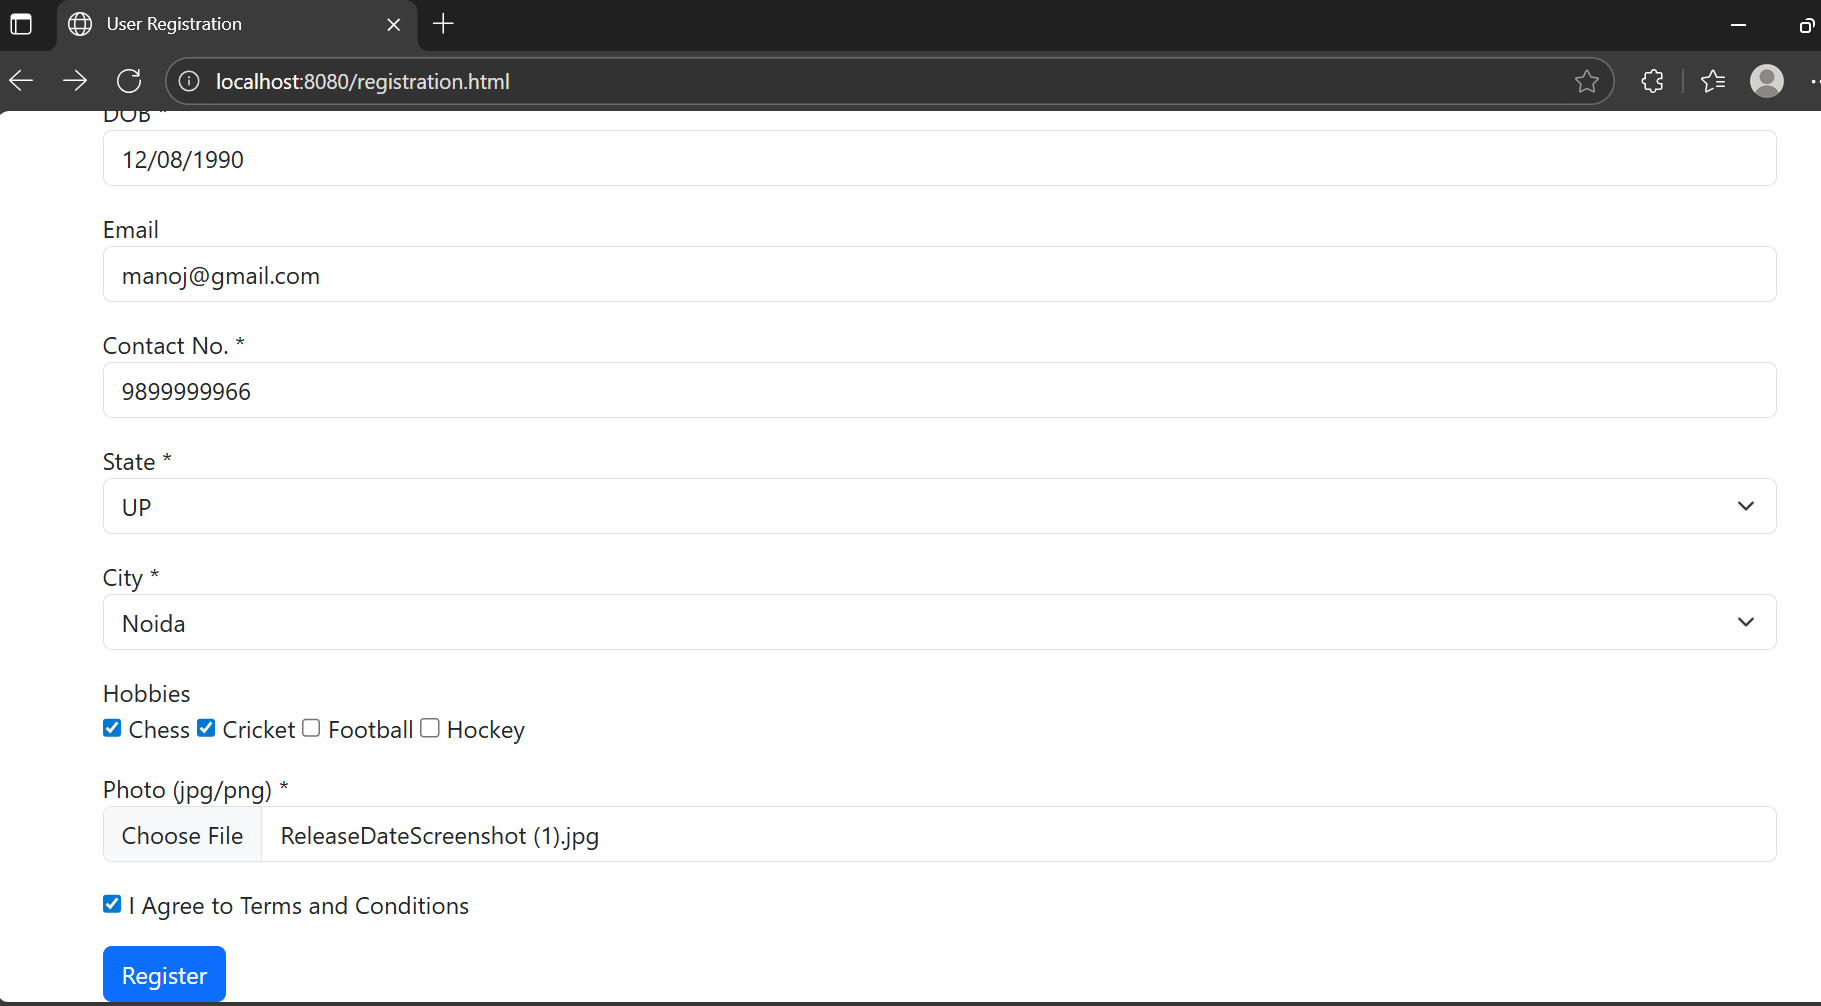 User Registration
localhost:8080/registration.html
DOB *
12/08/1990
Email
manoj@gmail.com
Contact No. *
9899999966
State *
UP
City *
Noida
Hobbies
Chess Cricket Football Hockey
Photo (jpg/png) *
Choose File ReleaseDateScreenshot (1).jpg
I Agree to Terms and Conditions
Register